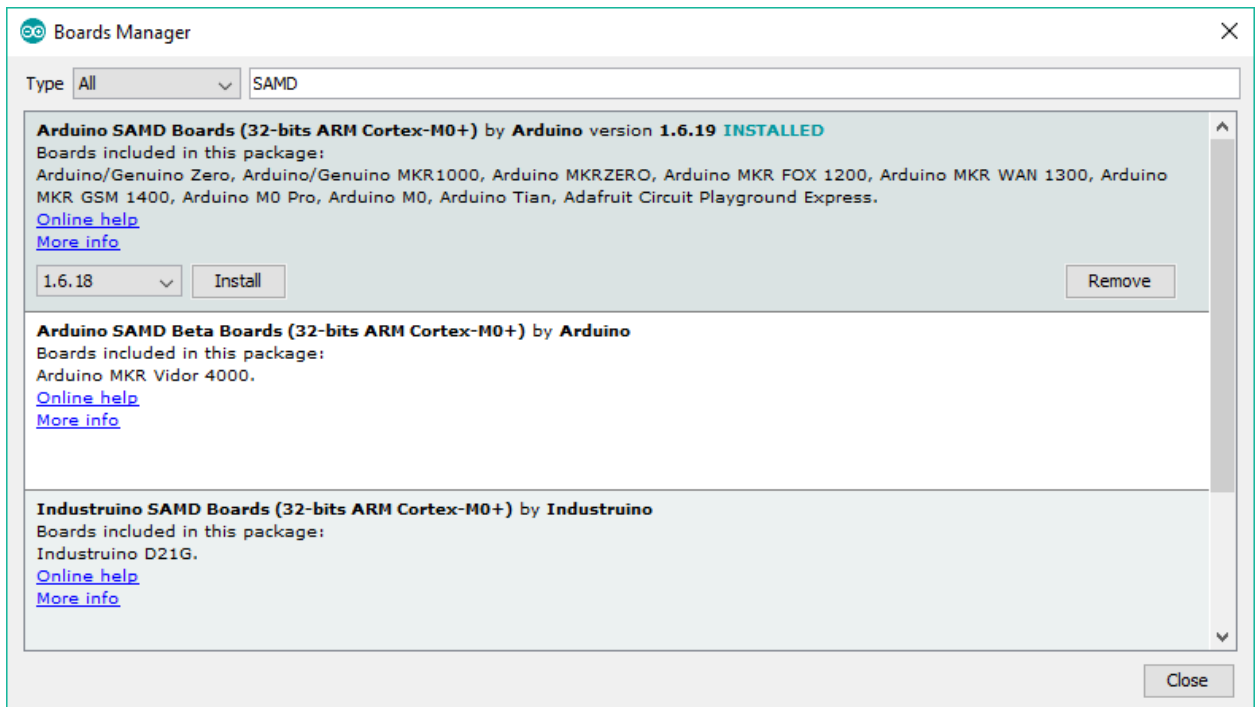 Boards Manager
Type All SAMD
Arduino SAMD Boards (32-bits ARM Cortex-M0+) by Arduino version 1.6.19 INSTALLED
Boards included in this package:
Arduino/Genuino Zero, Arduino/Genuino MKR1000, Arduino MKRZERO, Arduino MKR FOX 1200, Arduino MKR WAN 1300, Arduino
MKR GSM 1400, Arduino M0 Pro, Arduino M0, Arduino Tian, Adafruit Circuit Playground Express.
Online help
More info
1.6.18 Install Remove
Arduino SAMD Beta Boards (32-bits ARM Cortex-M0+) by Arduino
Boards included in this package:
Arduino MKR Vidor 4000.
Online help
More info
Industruino SAMD Boards (32-bits ARM Cortex-M0+) by Industruino
Boards included in this package:
Industruino D21G.
Online help
More info
Close